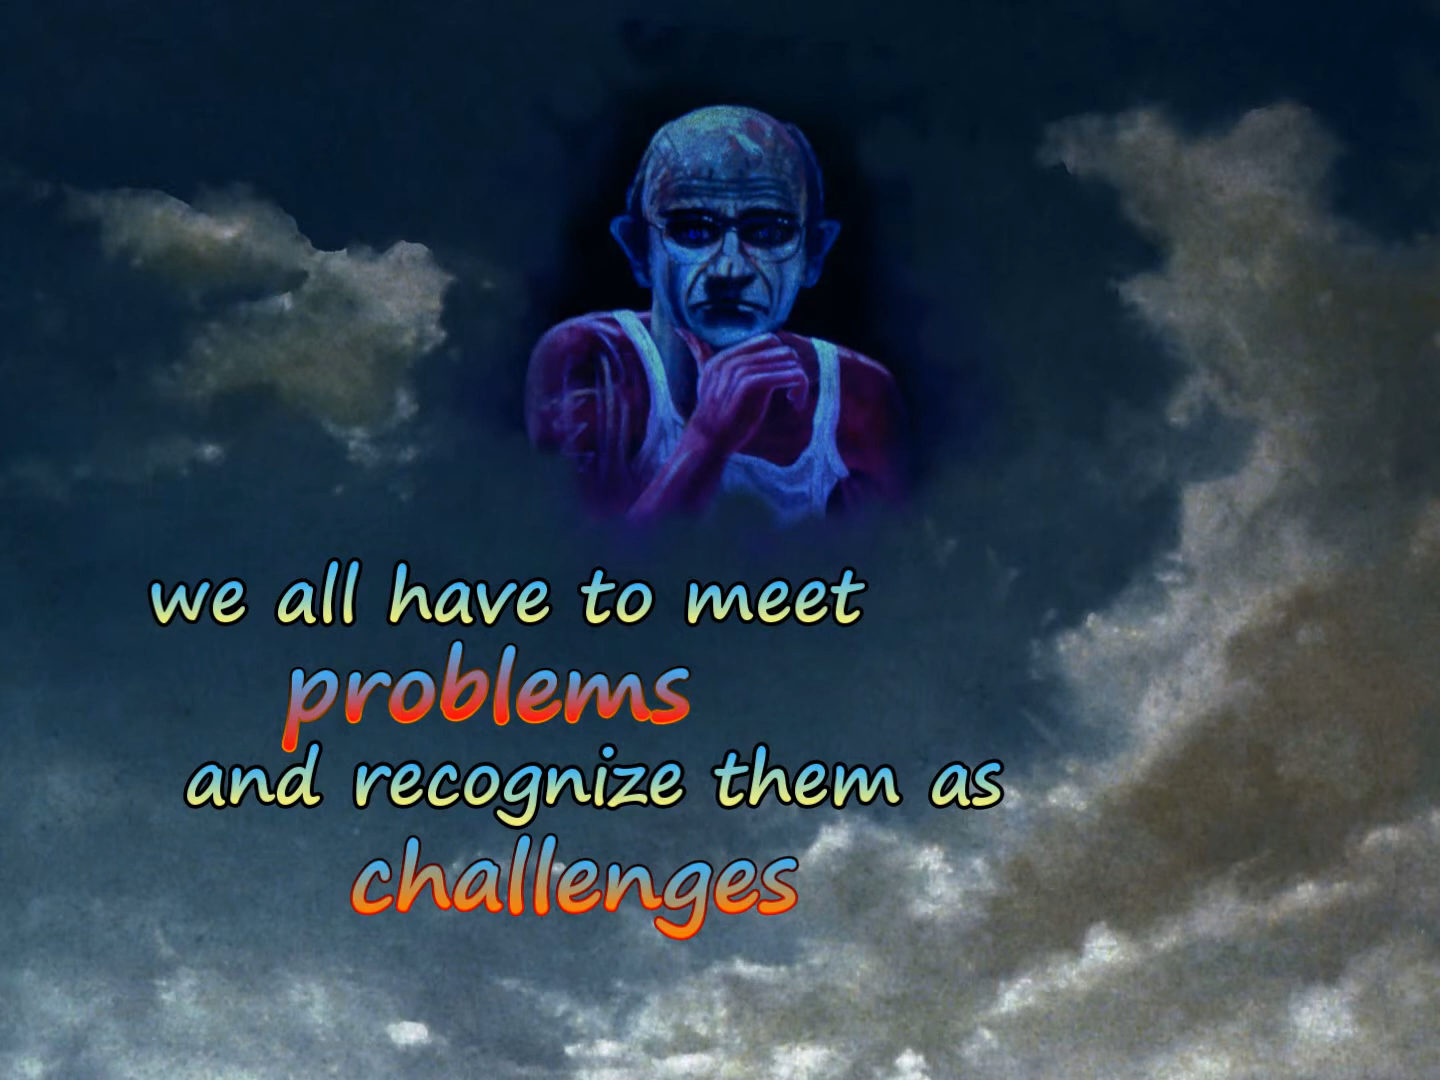 we all have to meet
problems
and recognize them as
challenges